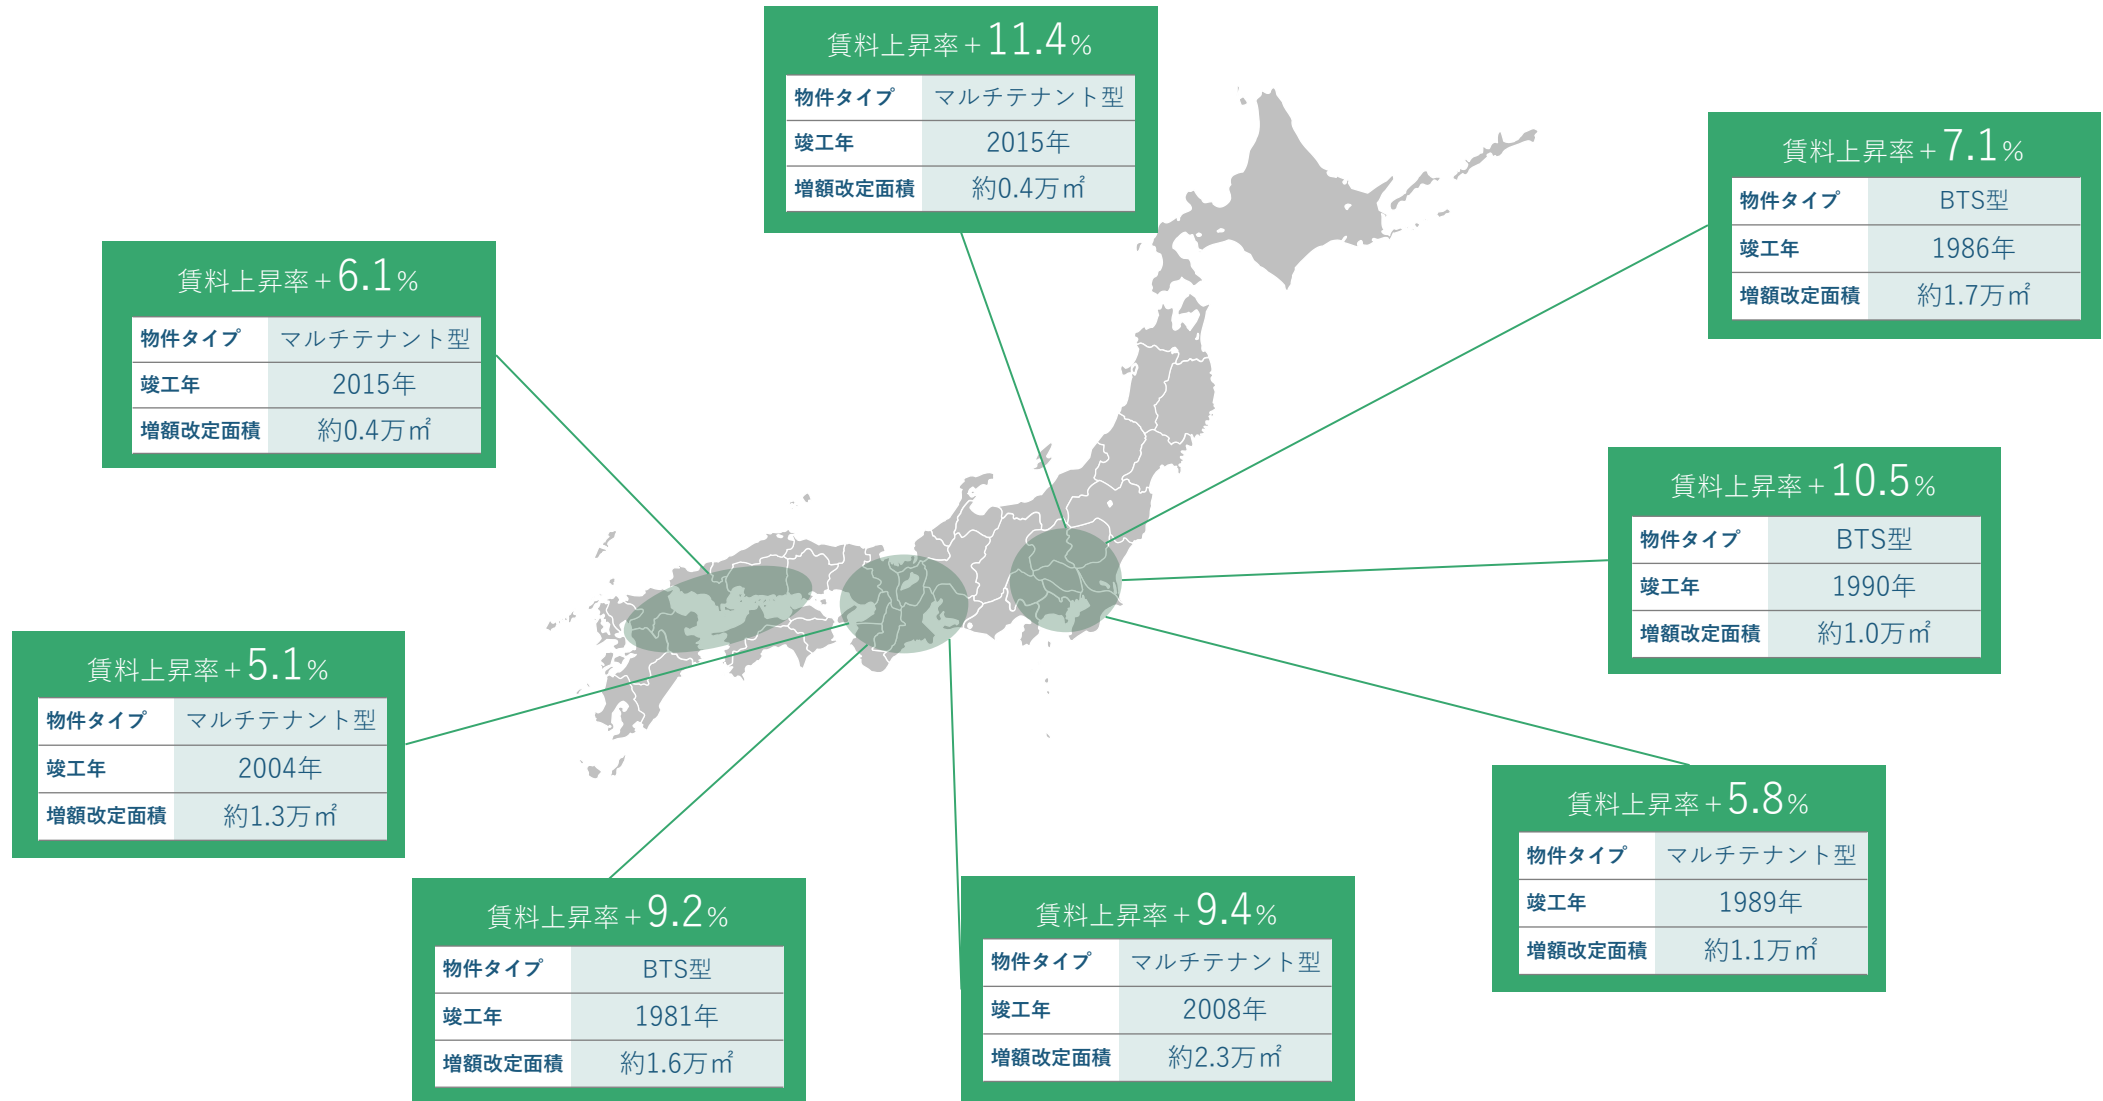 賃料上昇率+11.4%
物件タイプ マルチテナント型
竣工年 2015年
増額改定面積 約0.4万㎡
賃料上昇率+7.1%
物件タイプ BTS型
竣工年 1986年
増額改定面積 約1.7万㎡
賃料上昇率+6.1%
物件タイプ マルチテナント型
竣工年 2015年
増額改定面積 約0.4万㎡
賃料上昇率+10.5%
物件タイプ BTS型
竣工年 1990年
増額改定面積 約1.0万㎡
賃料上昇率+5.1%
物件タイプ マルチテナント型
竣工年 2004年
増額改定面積 約1.3万㎡
賃料上昇率+5.8%
物件タイプ マルチテナント型
竣工年 1989年
増額改定面積 約1.1万㎡
賃料上昇率+9.2%
物件タイプ BTS型
竣工年 1981年
増額改定面積 約1.6万㎡
賃料上昇率+9.4%
物件タイプ マルチテナント型
竣工年 2008年
増額改定面積 約2.3万㎡